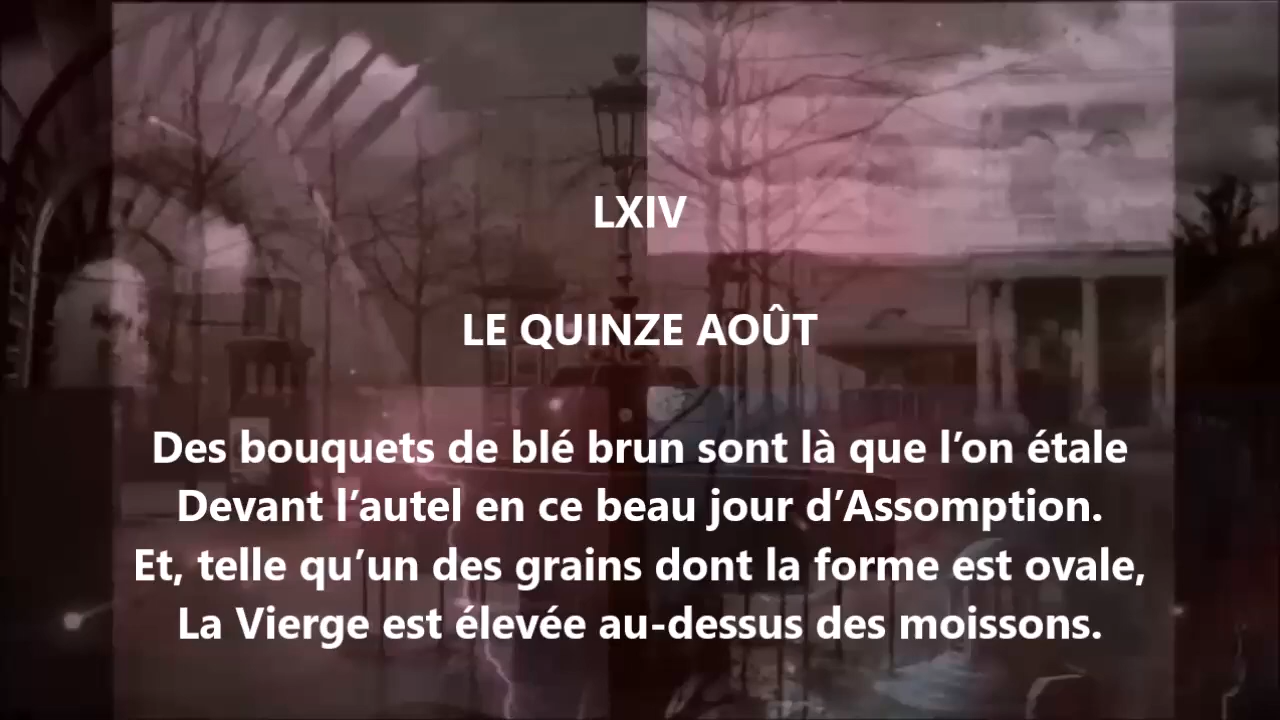 LXIV
LE QUINZE AOÛT
Des bouquets de blé brun sont là que l’on étale
Devant l’autel en ce beau jour d’Assomption.
Et, telle qu’un des grains dont la forme est ovale,
La Vierge est élevée au-dessus des moissons.